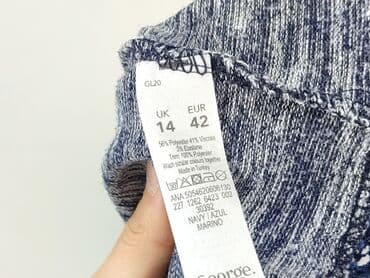 GL20
UK EUR
14 42
56% Polyester 41% Viscose
3% Elastane
Trim: 100% Polyester
Wash similar colours together
Made in Turkey
ANA 5054620606130
227 1262 6423 002
30392
NAVY / AZUL
MARINO
George.